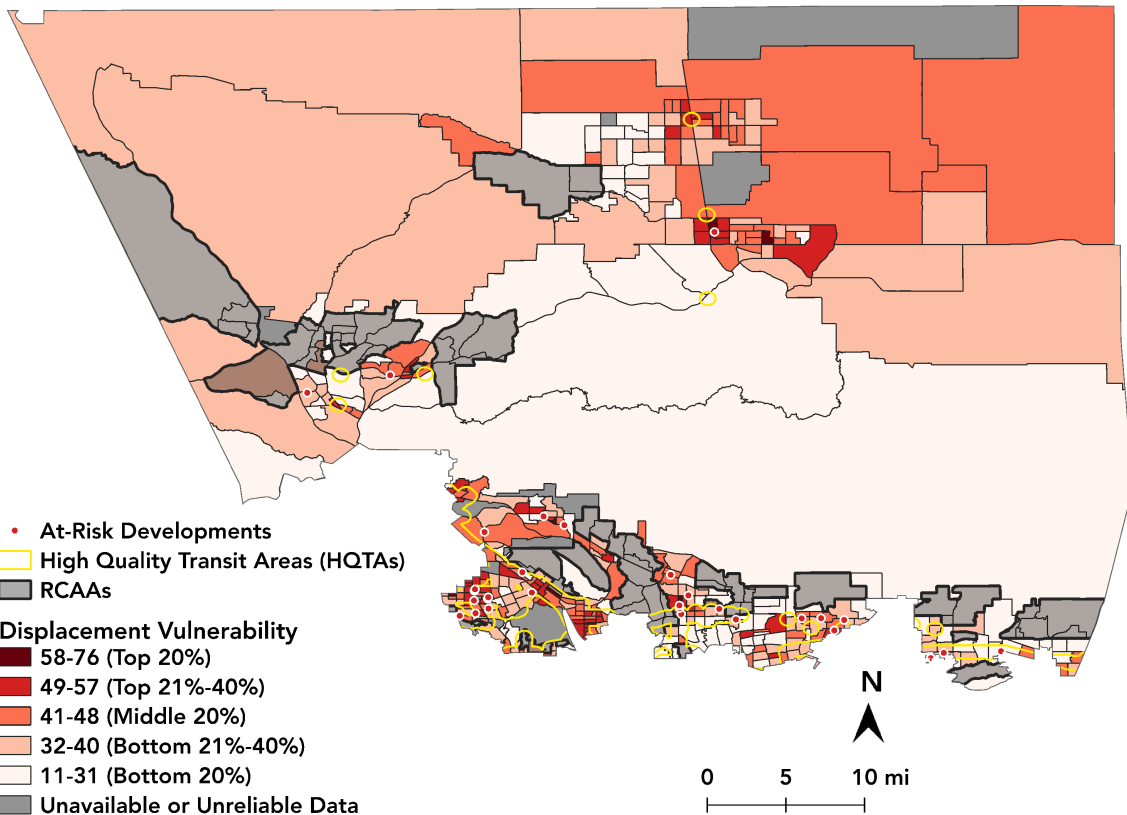 At-Risk Developments
High Quality Transit Areas (HQTAs)
RCAAs
Displacement Vulnerability
58-76 (Top 20%)
49-57 (Top 21%-40%)
41-48 (Middle 20%)
32-40 (Bottom 21%-40%)
11-31 (Bottom 20%)
Unavailable or Unreliable Data
N
0 5 10 mi